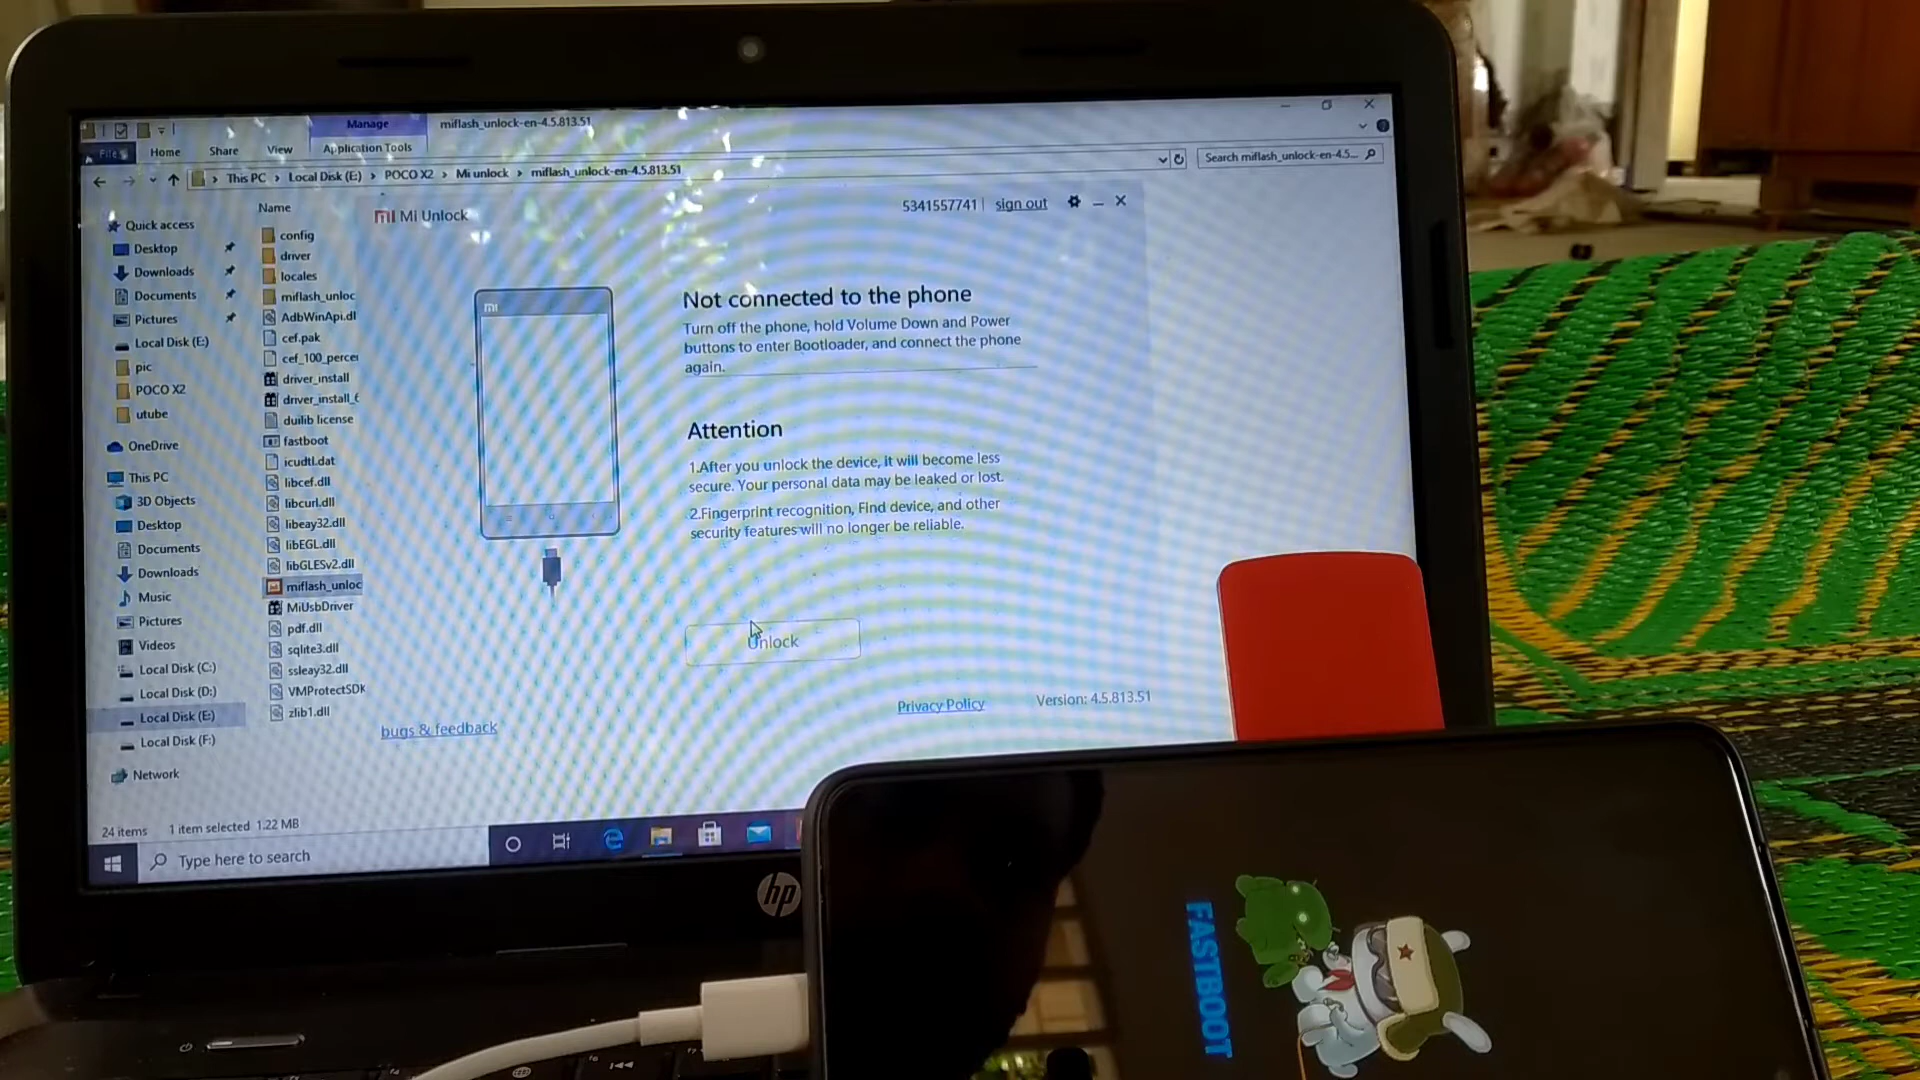 Manage
miflash_unlock-en-4.5.813.51
File
Home
Share
View
Application Tools
This PC > Local Disk (E:) > POCO X2 > Mi unlock > miflash_unlock-en-4.5.813.51
Search miflash_unlock-en-4.5...
Quick access
Desktop
Downloads
Documents
Pictures
Local Disk (E:)
pic
POCO X2
utube
OneDrive
This PC
3D Objects
Desktop
Documents
Downloads
Music
Pictures
Videos
Local Disk (C:)
Local Disk (D:)
Local Disk (E:)
Local Disk (F:)
Network
Name
config
driver
locales
miflash_unloc
AdbWinApi.dl
cef.pak
cef_100_perce
driver_install
driver_install_6
duilib license
fastboot
icudtl.dat
libcef.dll
libcurl.dll
libeay32.dll
libEGL.dll
libGLESv2.dll
miflash_unloc
MiUsbDriver
pdf.dll
sqlite3.dll
ssleay32.dll
VMProtectSDK
zlib1.dll
24 items
1 item selected 1.22 MB
mi Mi Unlock
5341557741 | sign out
mi
Not connected to the phone
Turn off the phone, hold Volume Down and Power
buttons to enter Bootloader, and connect the phone
again.
Attention
1.After you unlock the device, it will become less
secure. Your personal data may be leaked or lost.
2.Fingerprint recognition, Find device, and other
security features will no longer be reliable.
Unlock
Privacy Policy
Version: 4.5.813.51
bugs & feedback
Type here to search
hp
FASTBOOT